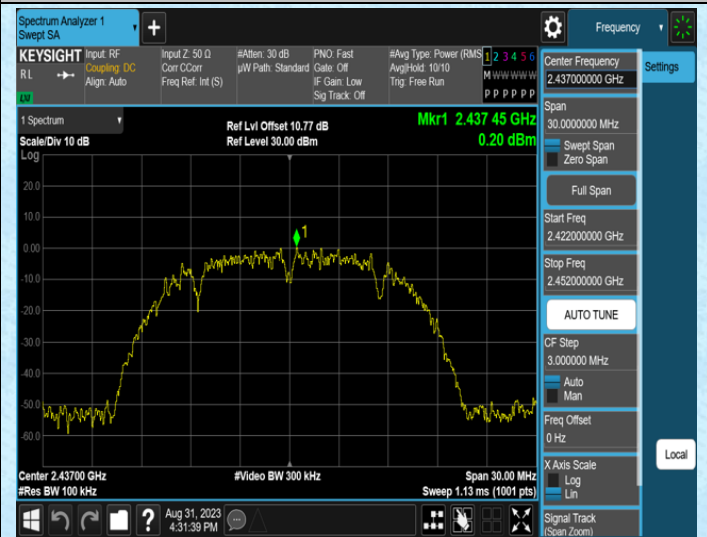 Spectrum Analyzer 1
Swept SA
Frequency
KEYSIGHT
RL
LXI
Input: RF
Coupling: DC
Align: Auto
Input Z: 50 Ω
Corr CCorr
Freq Ref: Int (S)
#Atten: 30 dB
µW Path: Standard
PNO: Fast
Gate: Off
IF Gain: Low
Sig Track: Off
#Avg Type: Power (RMS
Avg|Hold: 10/10
Trig: Free Run
1 2 3 4 5 6
M W W W W W
P P P P P P
1 Spectrum
Scale/Div 10 dB
Log
Ref Lvl Offset 10.77 dB
Ref Level 30.00 dBm
Mkr1 2.437 45 GHz
0.20 dBm
20.0
10.0
0.00
-10.0
-20.0
-30.0
-40.0
-50.0
-60.0
1
Center 2.43700 GHz
#Res BW 100 kHz
#Video BW 300 kHz
Span 30.00 MHz
Sweep 1.13 ms (1001 pts)
Aug 31, 2023
4:31:39 PM
Center Frequency
2.437000000 GHz
Settings
Span
30.0000000 MHz
Swept Span
Zero Span
Full Span
Start Freq
2.422000000 GHz
Stop Freq
2.452000000 GHz
AUTO TUNE
CF Step
3.000000 MHz
Auto
Man
Freq Offset
0 Hz
Local
X Axis Scale
Log
Lin
Signal Track
(Span Zoom)